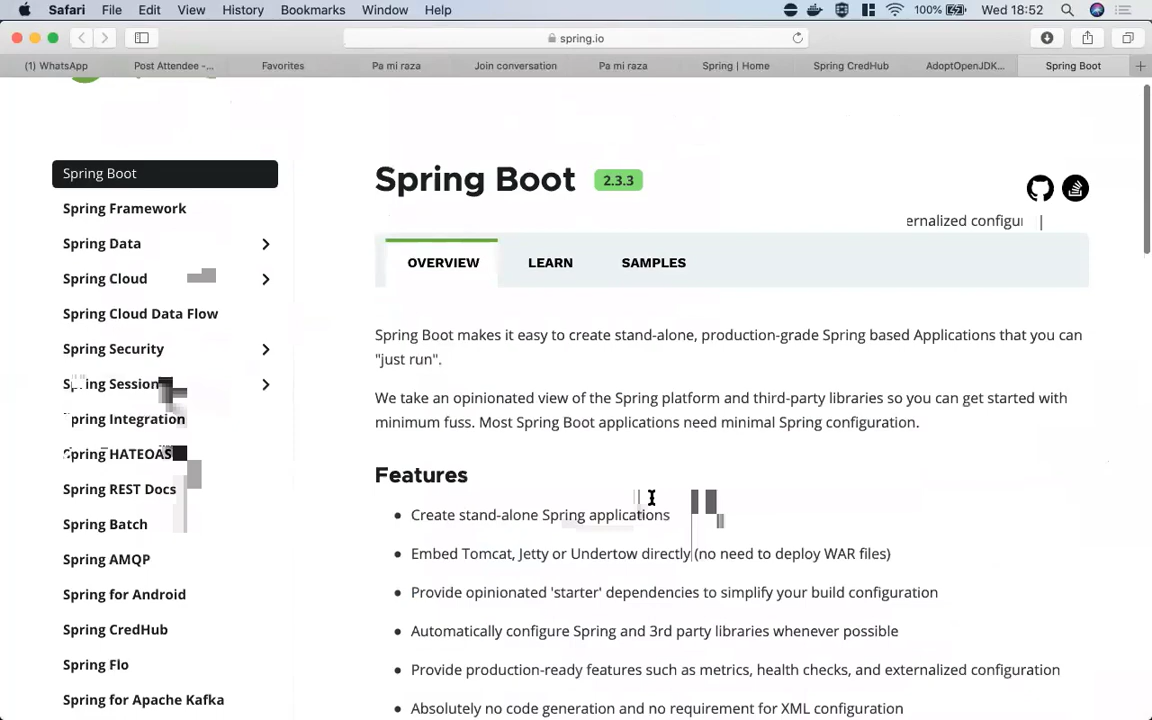 Safari File Edit View History Bookmarks Window Help 100% Wed 18:52
spring.io
(1) WhatsApp Post Attendee -... Favorites Pa mi raza Join conversation Pa mi raza Spring | Home Spring CredHub AdoptOpenJDK... Spring Boot
Spring Boot
Spring Framework
Spring Data
Spring Cloud
Spring Cloud Data Flow
Spring Security
Spring Session
Spring Integration
Spring HATEOAS
Spring REST Docs
Spring Batch
Spring AMQP
Spring for Android
Spring CredHub
Spring Flo
Spring for Apache Kafka
Spring Boot 2.3.3
ernalized configu
OVERVIEW LEARN SAMPLES
Spring Boot makes it easy to create stand-alone, production-grade Spring based Applications that you can
"just run".
We take an opinionated view of the Spring platform and third-party libraries so you can get started with
minimum fuss. Most Spring Boot applications need minimal Spring configuration.
Features
• Create stand-alone Spring applications
• Embed Tomcat, Jetty or Undertow directly (no need to deploy WAR files)
• Provide opinionated 'starter' dependencies to simplify your build configuration
• Automatically configure Spring and 3rd party libraries whenever possible
• Provide production-ready features such as metrics, health checks, and externalized configuration
• Absolutely no code generation and no requirement for XML configuration